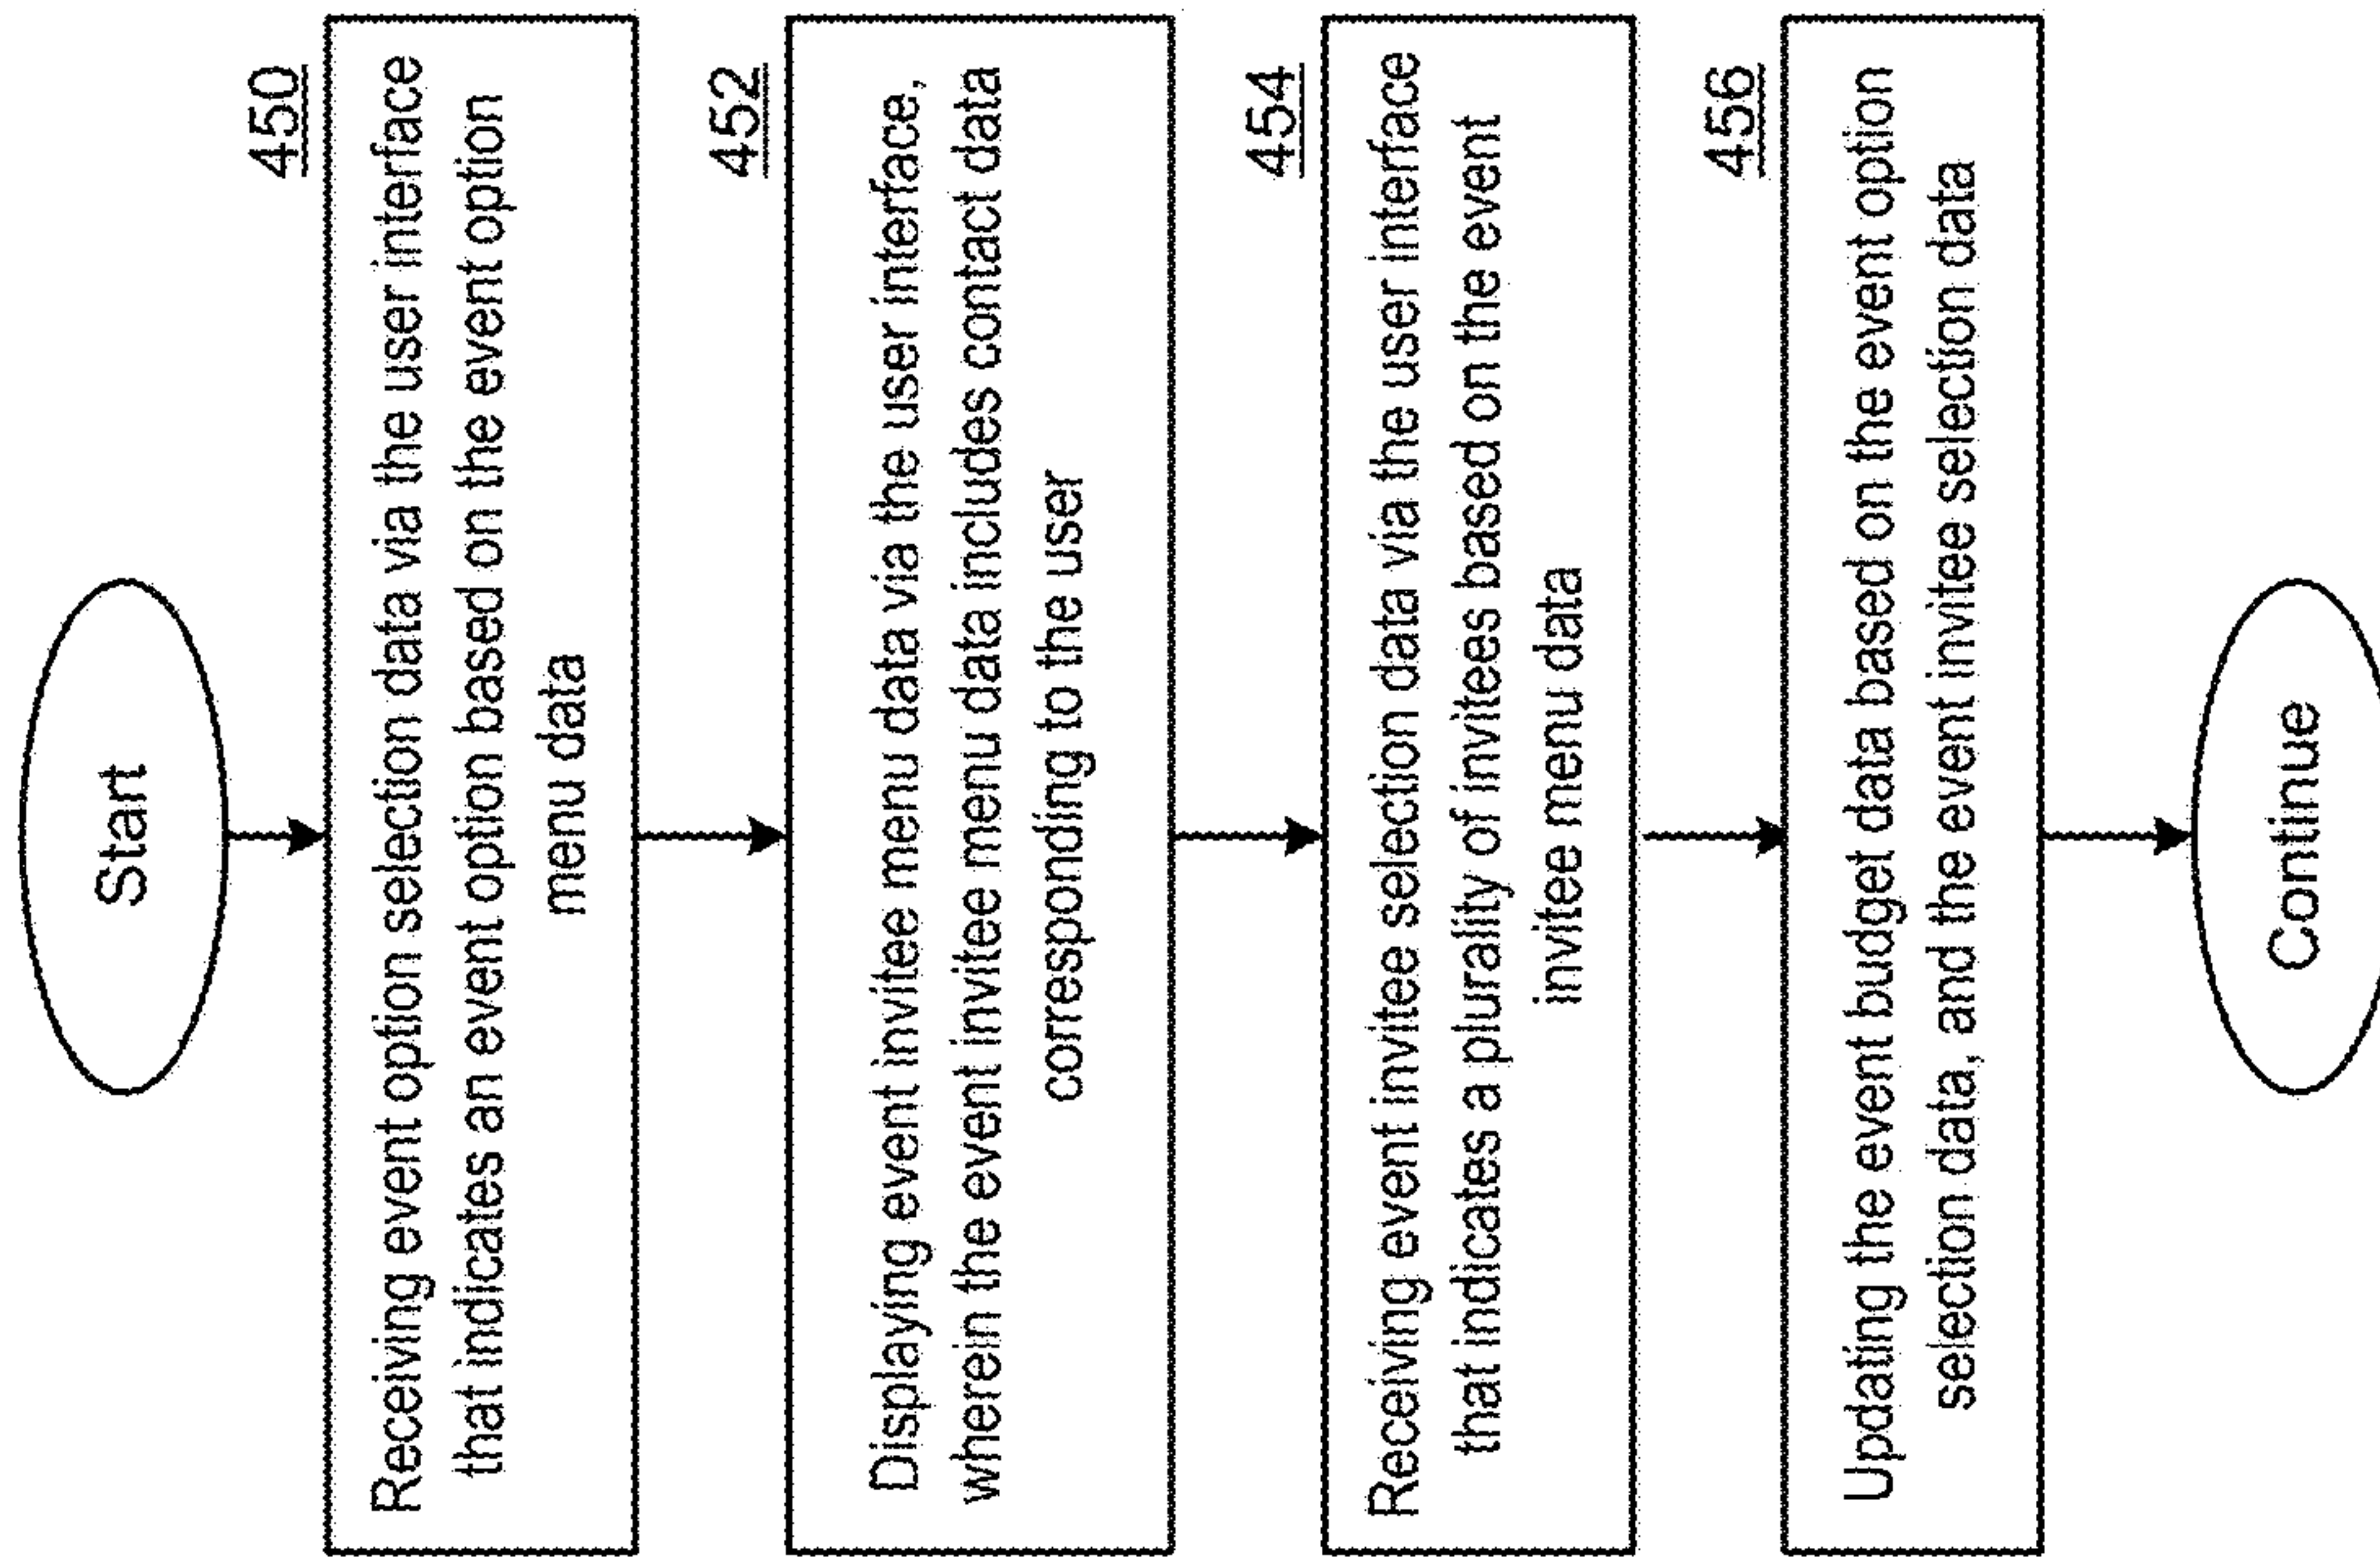 Start
450
Receiving event option selection data via the user interface
that indicates an event option based on the event option
menu data
452
Displaying event invitee menu data via the user interface,
wherein the event invitee menu data includes contact data
corresponding to the user
454
Receiving event invitee selection data via the user interface
that indicates a plurality of invitees based on the event
invitee menu data
456
Updating the event budget data based on the event option
selection data, and the event invitee selection data
Continue